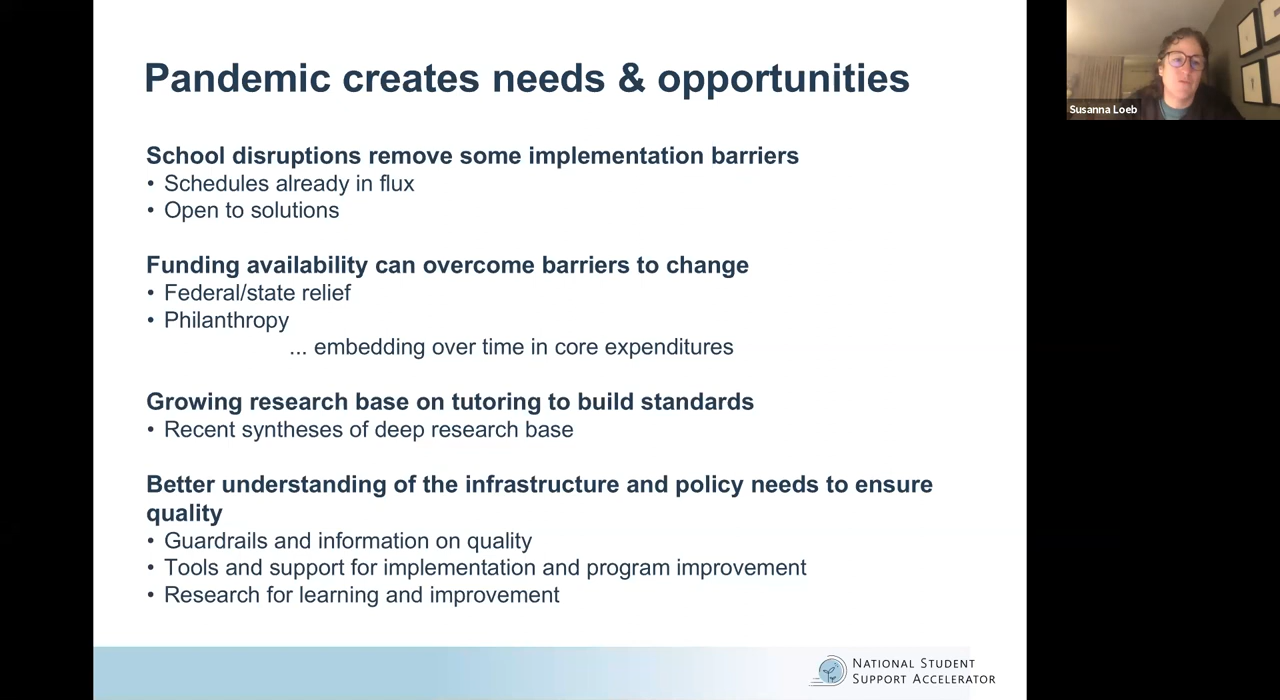 Pandemic creates needs & opportunities
Susanna Loeb
School disruptions remove some implementation barriers
• Schedules already in flux
• Open to solutions
Funding availability can overcome barriers to change
• Federal/state relief
• Philanthropy
... embedding over time in core expenditures
Growing research base on tutoring to build standards
• Recent syntheses of deep research base
Better understanding of the infrastructure and policy needs to ensure
quality
• Guardrails and information on quality
• Tools and support for implementation and program improvement
• Research for learning and improvement
NATIONAL STUDENT
SUPPORT ACCELERATOR